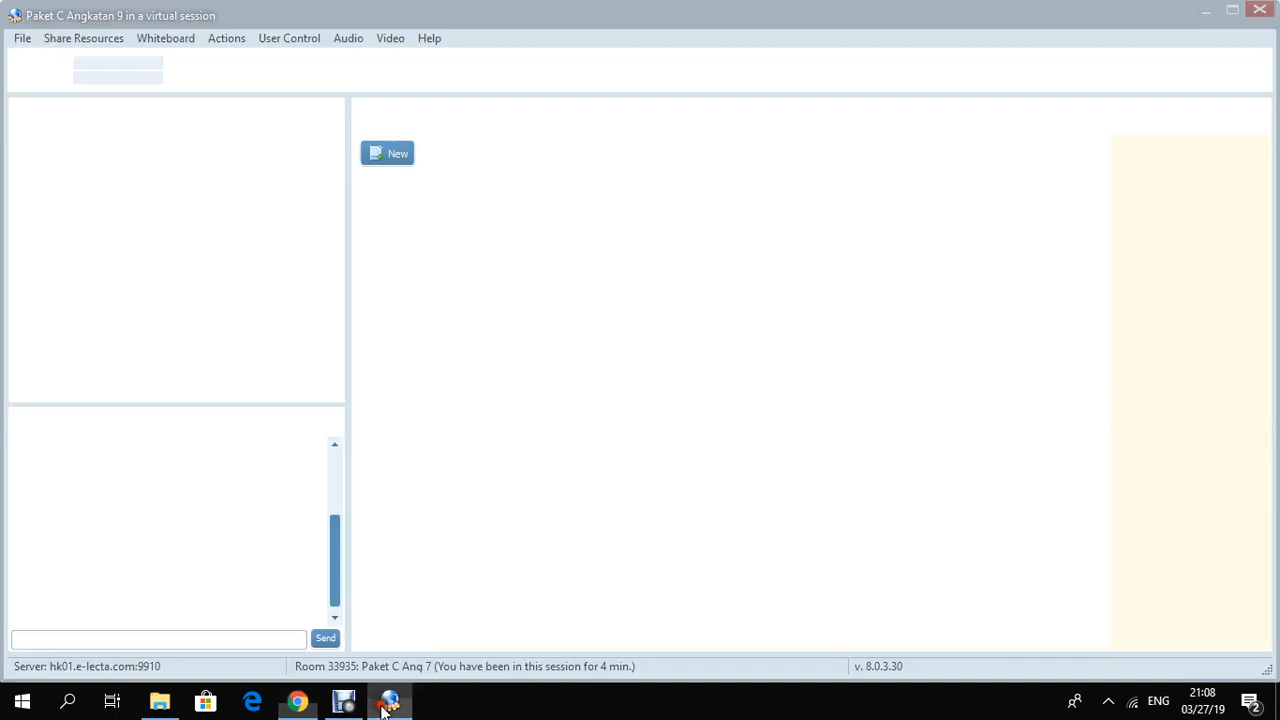 Paket C Angkatan 9 in a virtual session
File Share Resources Whiteboard Actions User Control Audio Video Help
New
Send
Server: hk01.e-lecta.com:9910 Room 33935: Paket C Ang 7 (You have been in this session for 4 min.) v. 8.0.3.30
ENG 21:08
03/27/19 2